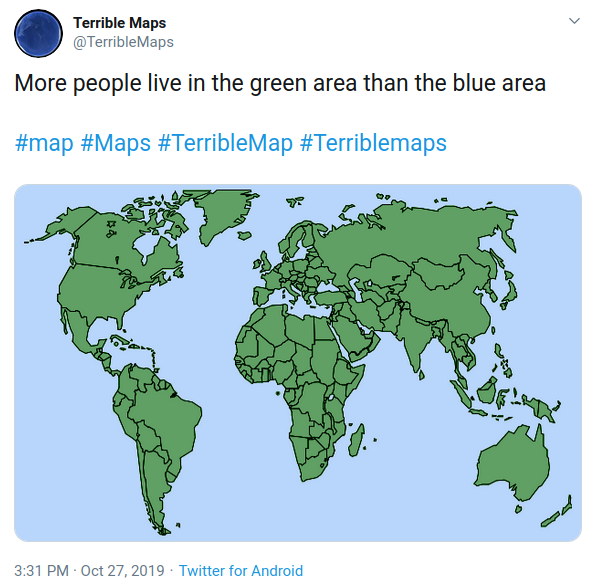 Terrible Maps
@TerribleMaps
More people live in the green area than the blue area
#map #Maps #TerribleMap #Terriblemaps
3:31 PM · Oct 27, 2019 · Twitter for Android